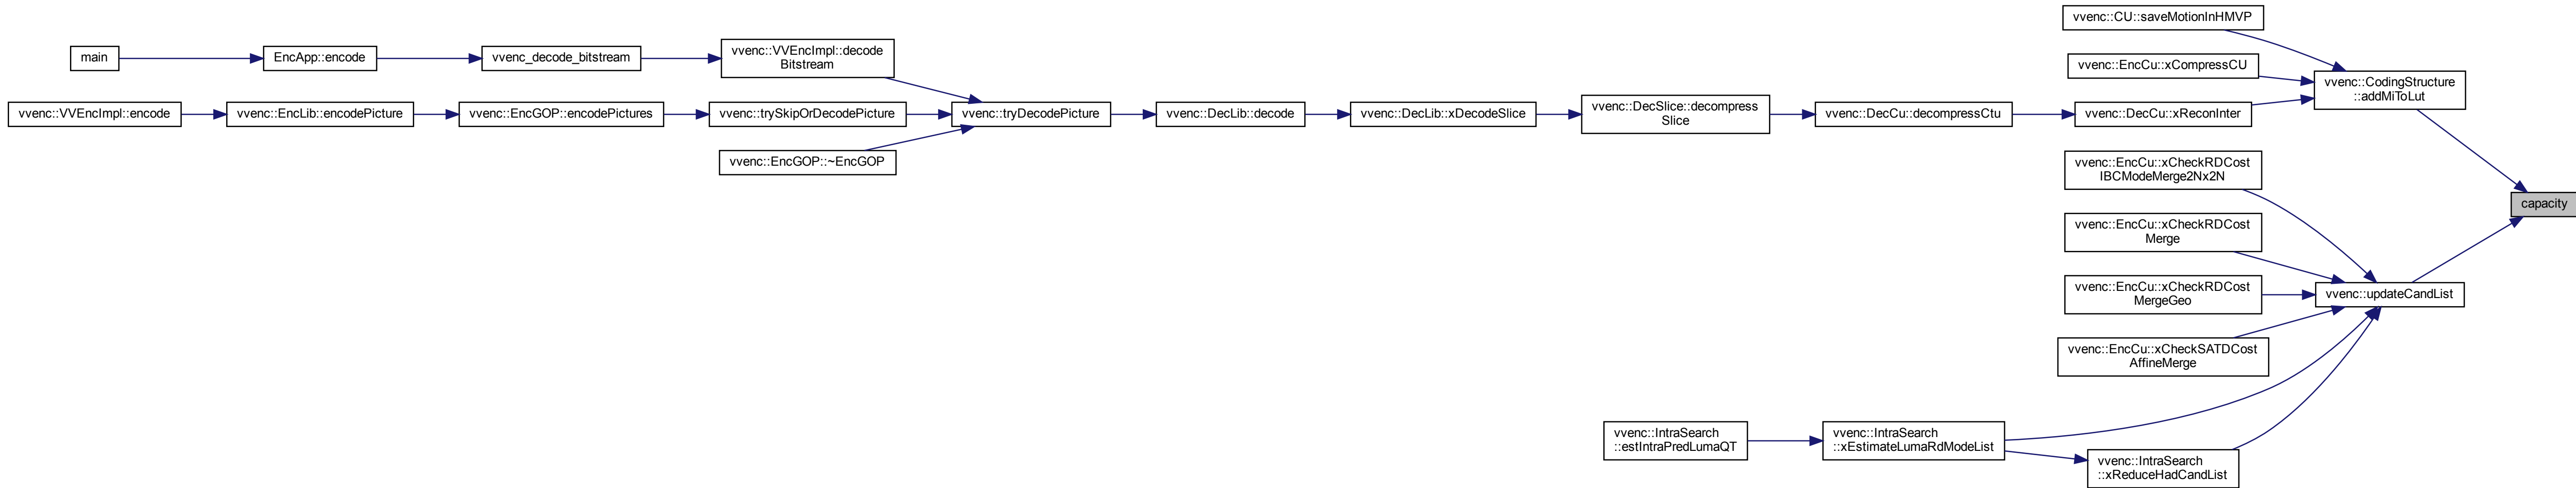 vvenc::CU::saveMotionInHMVP
vvenc::VVEncImpl::decode
Bitstream
main
EncApp::encode
vvenc_decode_bitstream
vvenc::EncCu::xCompressCU
vvenc::CodingStructure
::addMiToLut
vvenc::VVEncImpl::encode
vvenc::EncLib::encodePicture
vvenc::EncGOP::encodePictures
vvenc::trySkipOrDecodePicture
vvenc::tryDecodePicture
vvenc::DecLib::decode
vvenc::DecLib::xDecodeSlice
vvenc::DecSlice::decompress
Slice
vvenc::DecCu::decompressCtu
vvenc::DecCu::xReconInter
vvenc::EncGOP::~EncGOP
vvenc::EncCu::xCheckRDCost
IBCModeMerge2Nx2N
capacity
vvenc::EncCu::xCheckRDCost
Merge
vvenc::EncCu::xCheckRDCost
MergeGeo
vvenc::updateCandList
vvenc::EncCu::xCheckSATDCost
AffineMerge
vvenc::IntraSearch
::estIntraPredLumaQT
vvenc::IntraSearch
::xEstimateLumaRdModeList
vvenc::IntraSearch
::xReduceHadCandList